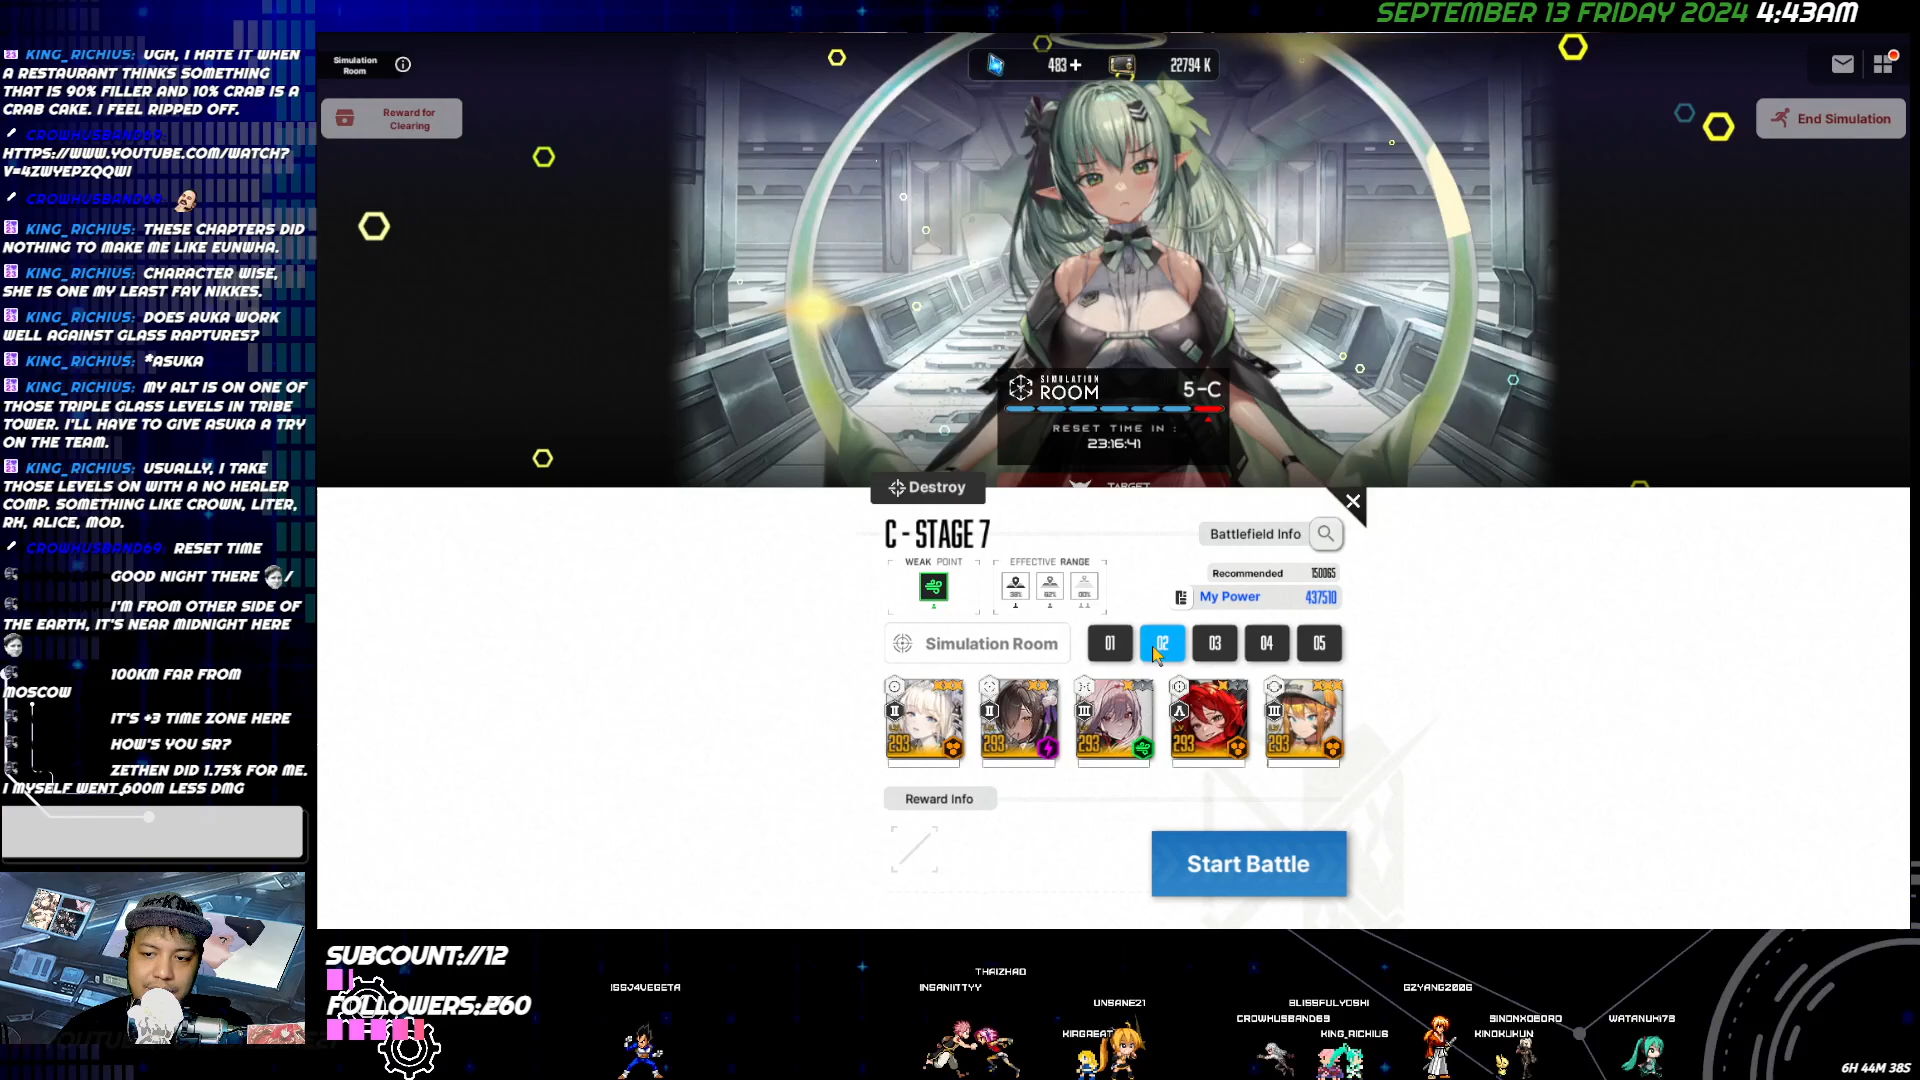 SEPTEMBER 13 FRIDAY 2024 4:43AM
KING_RICHIUS: UGH, I HATE IT WHEN
A RESTAURANT THINKS SOMETHING
THAT IS 90% FILLER AND 10% CRAB IS A
CRAB CAKE. I FEEL RIPPED OFF.
CROWHUSBAND69:
HTTPS://WWW.YOUTUBE.COM/WATCH?
V=4ZWYEPZQQWI
CROWHUSBAND69:
KING_RICHIUS: THESE CHAPTERS DID
NOTHING TO MAKE ME LIKE EUNWHA.
KING_RICHIUS: CHARACTER WISE,
SHE IS ONE MY LEAST FAV NIKKES.
KING_RICHIUS: DOES AUKA WORK
WELL AGAINST GLASS RAPTURES?
KING_RICHIUS: *ASUKA
KING_RICHIUS: MY ALT IS ON ONE OF
THOSE TRIPLE GLASS LEVELS IN TRIBE
TOWER. I'LL HAVE TO GIVE ASUKA A TRY
ON THE TEAM.
KING_RICHIUS: USUALLY, I TAKE
THOSE LEVELS ON WITH A NO HEALER
COMP. SOMETHING LIKE CROWN, LITER,
RH, ALICE, MOD.
CROWHUSBAND69: RESET TIME
GOOD NIGHT THERE /
I'M FROM OTHER SIDE OF
THE EARTH, IT'S NEAR MIDNIGHT HERE
100KM FAR FROM
MOSCOW
IT'S +3 TIME ZONE HERE
HOW'S YOU SR?
ZETHEN DID 1.75% FOR ME.
I MYSELF WENT 600M LESS DMG
Simulation
Room
483 +
22794 K
Reward for
Clearing
End Simulation
SIMULATION
ROOM
5-C
RESET TIME IN :
23:16:41
TARGET
Destroy
C - STAGE 7
Battlefield Info
WEAK POINT
EFFECTIVE RANGE
Recommended 150065
My Power 437510
Simulation Room
01
02
03
04
05
293
293
293
293
293
Reward Info
Start Battle
SUBCOUNT://12
FOLLOWERS:260
ISSJ4VEGETA
THAIZHAO
INSANIITTYY
UNSANE21
KIRGREAT
CROWHUSBAND69
BLISSFULYOSHI
KING_RICHIUS
GZYANG2006
SINONXOBORO
KINOKUKUN
WATANUKI78
6H 44M 38S